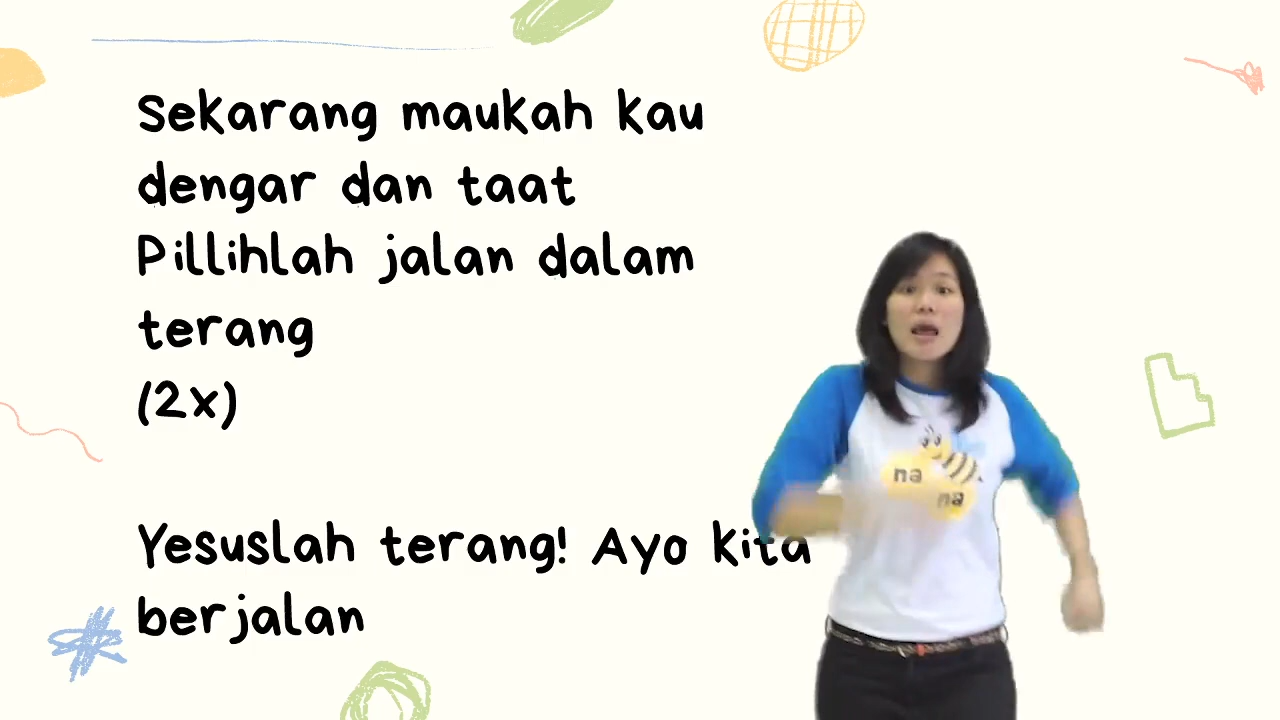 Sekarang maukah kau
dengar dan taat
Pillihlah jalan dalam
terang
(2x)
Yesuslah terang! Ayo kita
berjalan
na
na